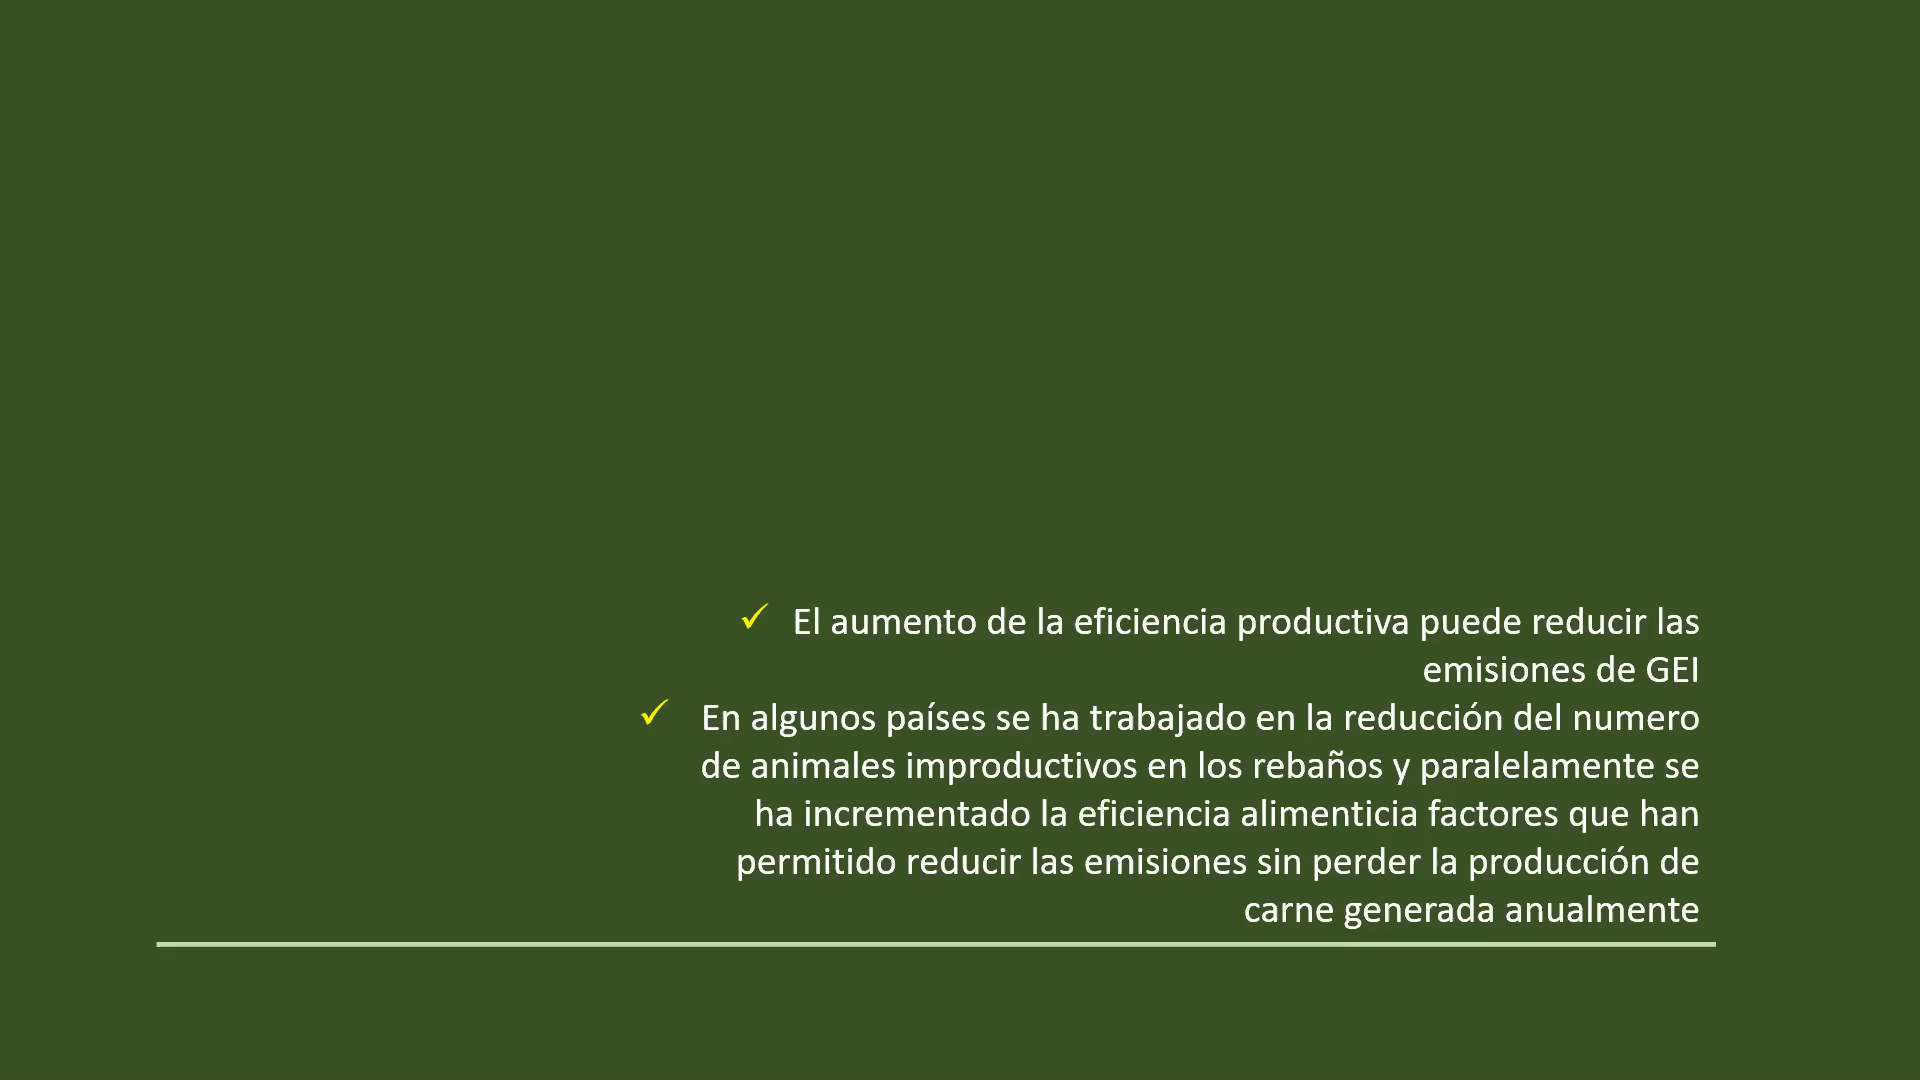 ✓ El aumento de la eficiencia productiva puede reducir las
emisiones de GEI
✓ En algunos países se ha trabajado en la reducción del numero
de animales improductivos en los rebaños y paralelamente se
ha incrementado la eficiencia alimenticia factores que han
permitido reducir las emisiones sin perder la producción de
carne generada anualmente